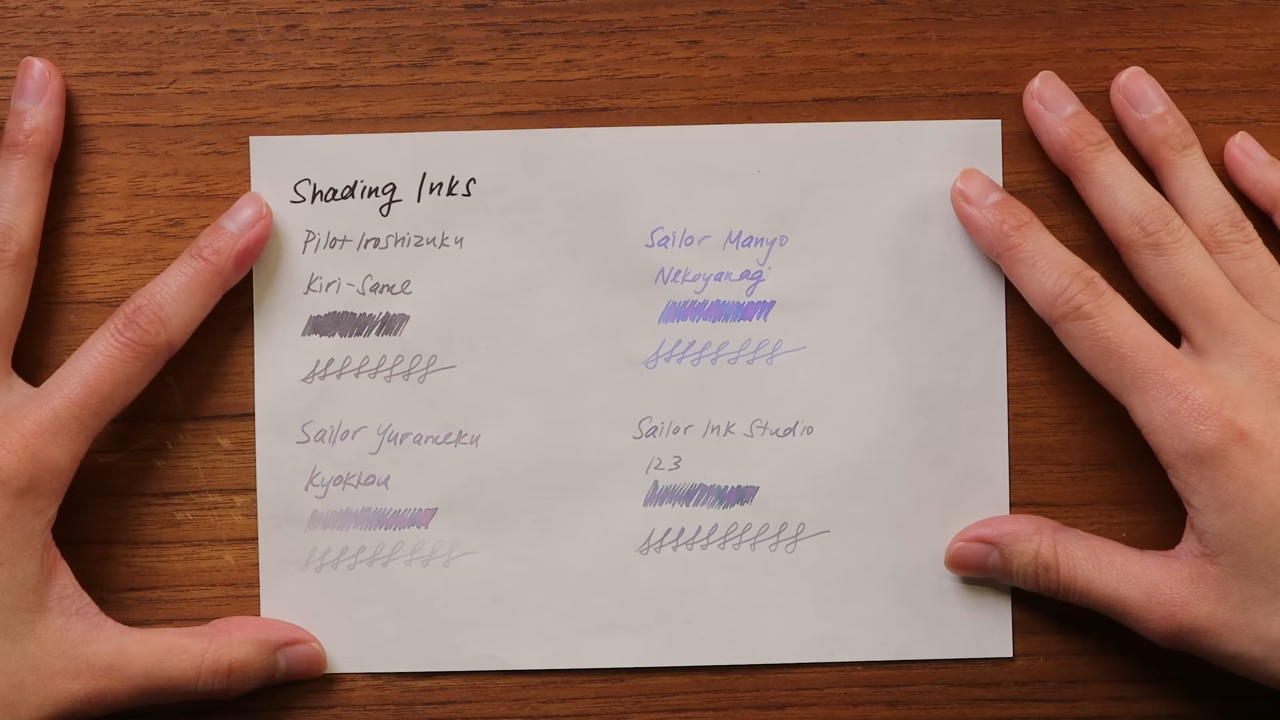 Shading Inks
Pilot Iroshizuku
Kiri-Same
Sailor Yurameku
Kyokkou
Sailor Manyo
Nekoyanagi
Sailor Ink Studio
123